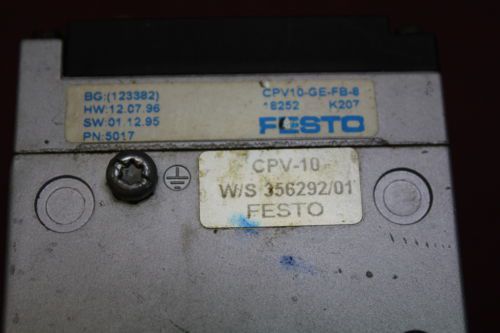 BG:(123382)
HW:12.07.96
SW:01.12.95
PN:5017
CPV10-GE-FB-8
18252 K207
FESTO
CPV-10
W/S 356292/01
FESTO